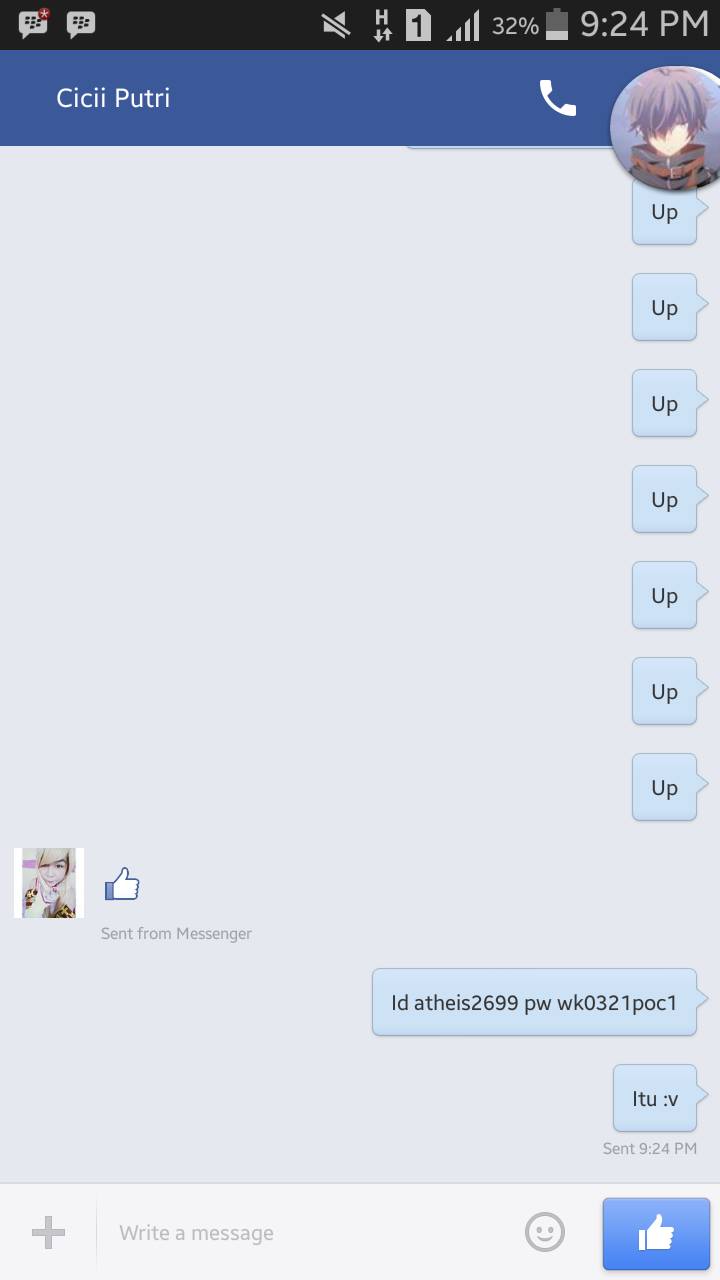 32% 9:24 PM
Cicii Putri
Up
Up
Up
Up
Up
Up
Up
Sent from Messenger
Id atheis2699 pw wk0321poc1
Itu :v
Sent 9:24 PM
Write a message